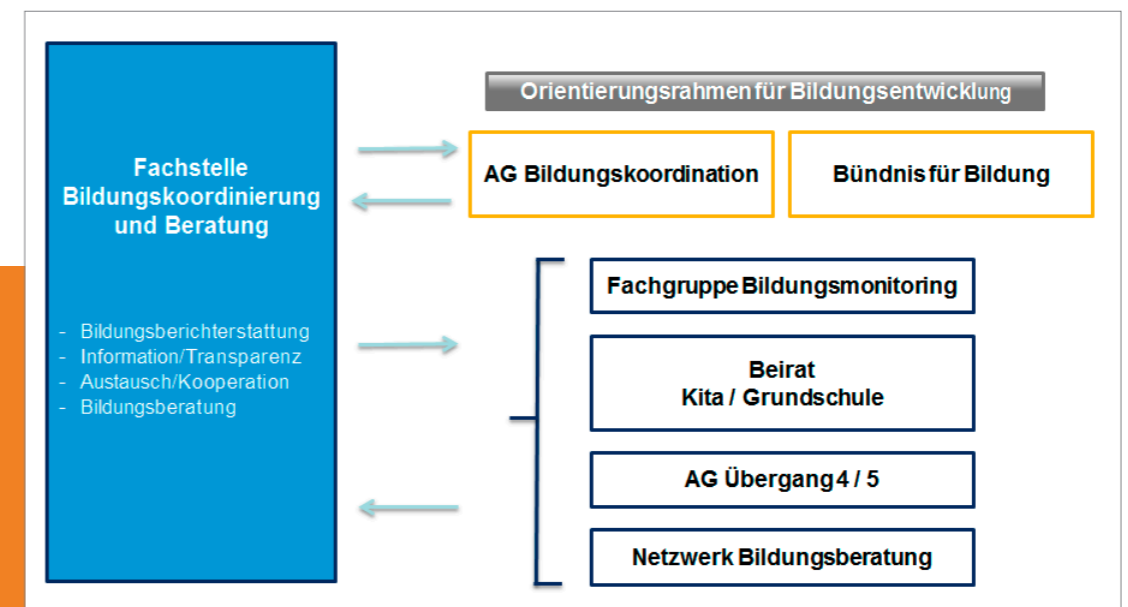 Fachstelle
Bildungskoordinierung
und Beratung
- Bildungsberichterstattung
- Information/Transparenz
- Austausch/Kooperation
- Bildungsberatung
Orientierungsrahmen für Bildungsentwicklung
AG Bildungskoordination
Bündnis für Bildung
Fachgruppe Bildungsmonitoring
Beirat
Kita / Grundschule
AG Übergang 4 / 5
Netzwerk Bildungsberatung